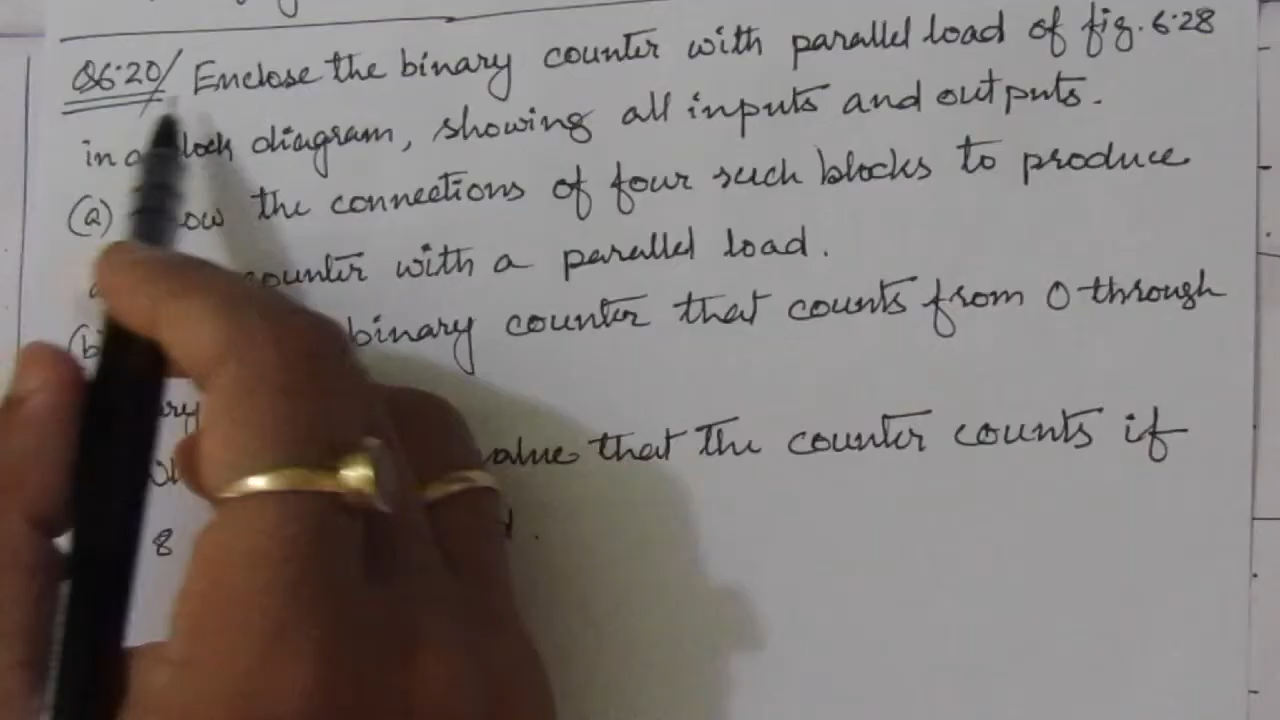 Q6.20/ Enclose the binary counter with parallel load of fig. 6.28
in a block diagram, showing all inputs and outputs.
(a) the connections of four such blocks to produce
counter with a parallel load.
(b) binary counter that counts from 0 through
that the counter counts if
8